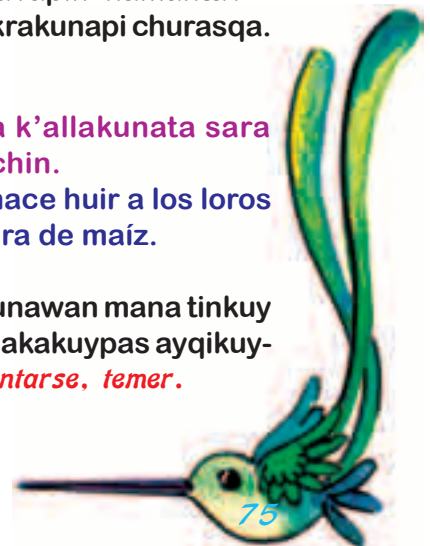 krakunapi churasqa.
a k'allakunata sara
chin.
hace huir a los loros
ra de maíz.
unawan mana tinkuy
akakuypas ayqikuy-
ntarse, temer.
75